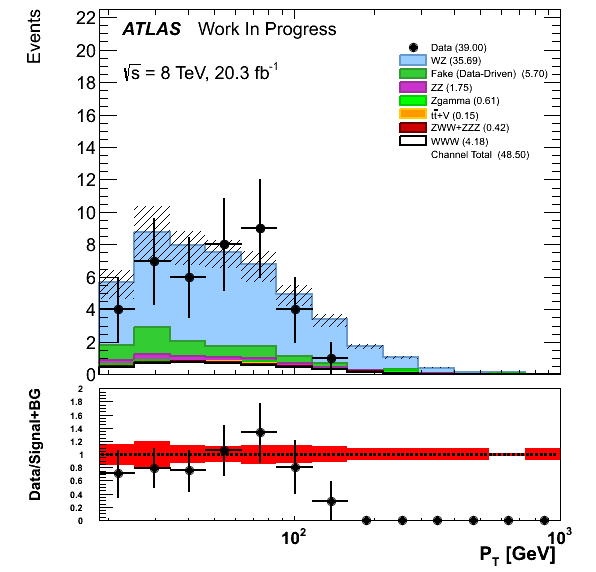 Events
ATLAS Work In Progress
√s = 8 TeV, 20.3 fb⁻¹
Data (39.00)
WZ (35.69)
Fake (Data-Driven) (5.70)
ZZ (1.75)
Zgamma (0.61)
tt̄+V (0.15)
ZWW+ZZZ (0.42)
WWW (4.18)
Channel Total (48.50)
22
20
18
16
14
12
10
8
6
4
2
0
Data/Signal+BG
2
1.8
1.6
1.4
1.2
1
0.8
0.6
0.4
0.2
0
10²
10³
P_T [GeV]